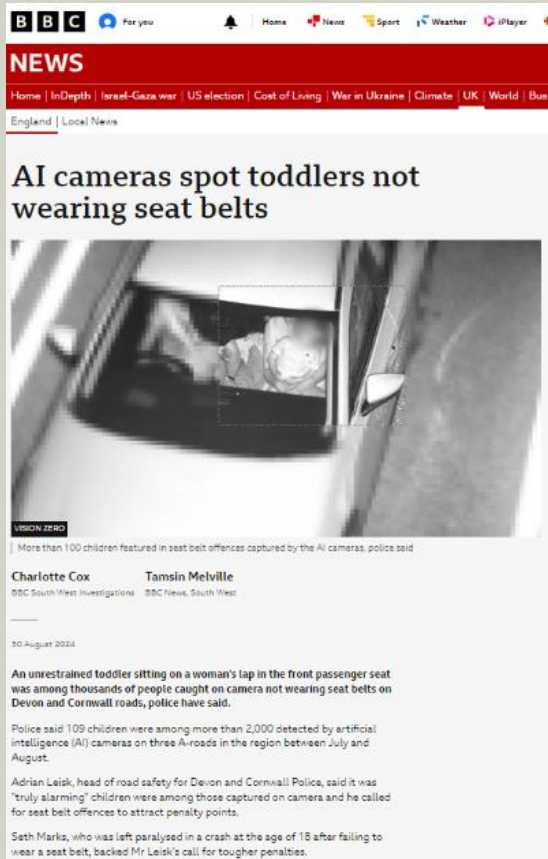 BBC
For you
Home
News
Sport
Weather
iPlayer
NEWS
Home | InDepth | Israel-Gaza war | US election | Cost of Living | War in Ukraine | Climate | UK | World | Bus
England | Local News
AI cameras spot toddlers not
wearing seat belts
VISION ZERO
More than 100 children featured in seat belt offences captured by the AI cameras, police said
Charlotte Cox
Tamsin Melville
BBC South West Investigations
BBC News, South West
30 August 2024
An unrestrained toddler sitting on a woman's lap in the front passenger seat
was among thousands of people caught on camera not wearing seat belts on
Devon and Cornwall roads, police have said.
Police said 109 children were among more than 2,000 detected by artificial
intelligence (AI) cameras on three A-roads in the region between July and
August.
Adrian Leisk, head of road safety for Devon and Cornwall Police, said it was
"truly alarming" children were among those captured on camera and he called
for seat belt offences to attract penalty points.
Seth Marks, who was left paralysed in a crash at the age of 18 after failing to
wear a seat belt, backed Mr Leisk's call for tougher penalties.